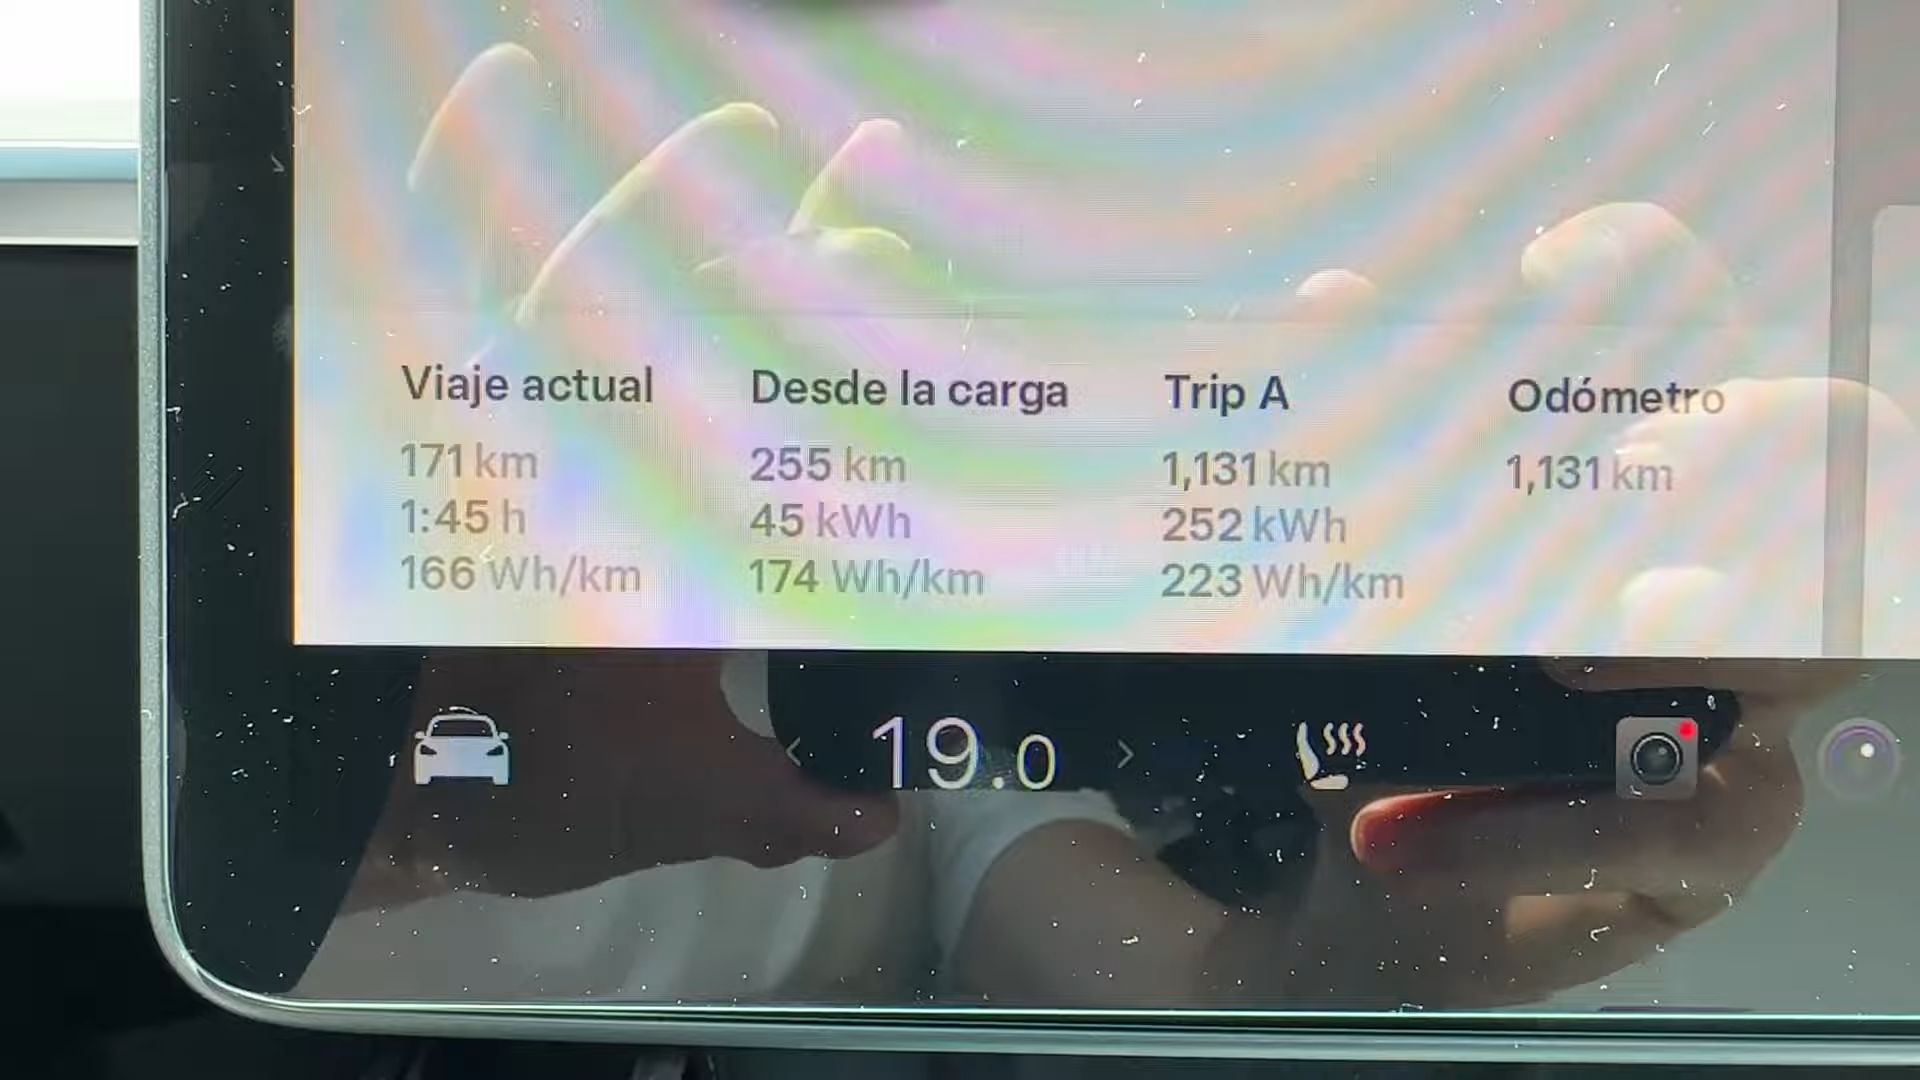 Viaje actual
171 km
1:45 h
166 Wh/km
Desde la carga
255 km
45 kWh
174 Wh/km
Trip A
1,131 km
252 kWh
223 Wh/km
Odómetro
1,131 km
19.0